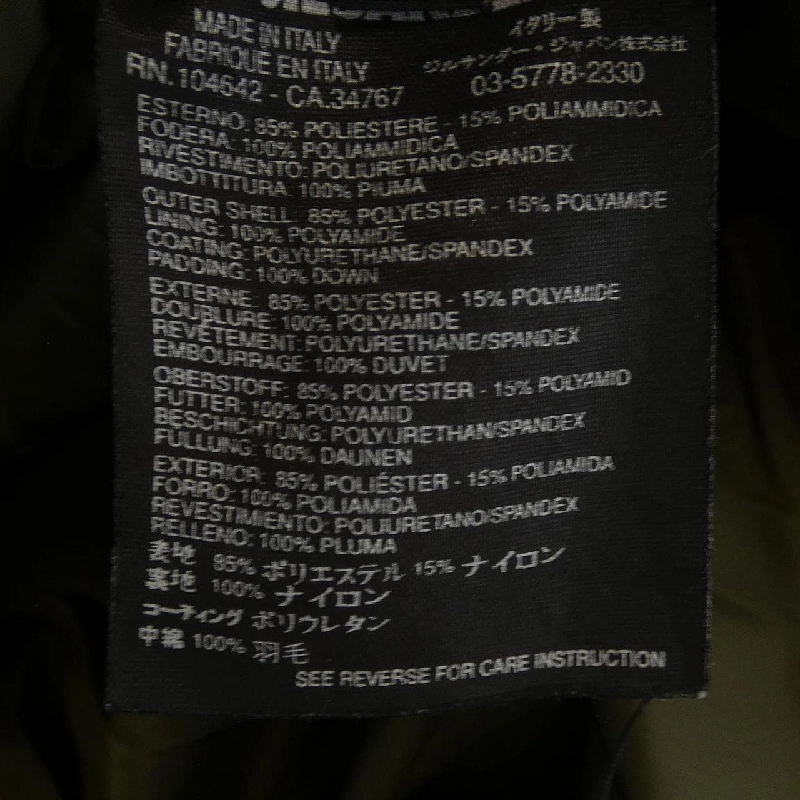 MADE IN ITALY
FABRIQUE EN ITALY
RN. 104642 - CA.34767
イタリー製
ジルサンダー・ジャパン株式会社
03-5778-2330
ESTERNO: 85% POLIESTERE - 15% POLIAMMIDICA
FODERA: 100% POLIAMMIDICA
RIVESTIMENTO: POLIURETANO/SPANDEX
IMBOTTITURA 100% PIUMA
OUTER SHELL: 85% POLYESTER - 15% POLYAMIDE
LINING: 100% POLYAMIDE
COATING: POLYURETHANE/SPANDEX
PADDING: 100% DOWN
EXTERNE: 85% POLYESTER - 15% POLYAMIDE
DOUBLURE: 100% POLYAMIDE
REVÊTEMENT: POLYURETHANE/SPANDEX
EMBOURRAGE: 100% DUVET
OBERSTOFF: 85% POLYESTER - 15% POLYAMID
FUTTER: 100% POLYAMID
BESCHICHTUNG: POLYURETHAN/SPANDEX
FULLUNG: 100% DAUNEN
EXTERIOR: 85% POLIÉSTER - 15% POLIAMIDA
FORRO: 100% POLIAMIDA
REVESTIMIENTO: POLIURETANO/SPANDEX
RELLENO: 100% PLUMA
表地 85% ポリエステル 15% ナイロン
裏地 100% ナイロン
コーティング ポリウレタン
中綿 100% 羽毛
SEE REVERSE FOR CARE INSTRUCTION